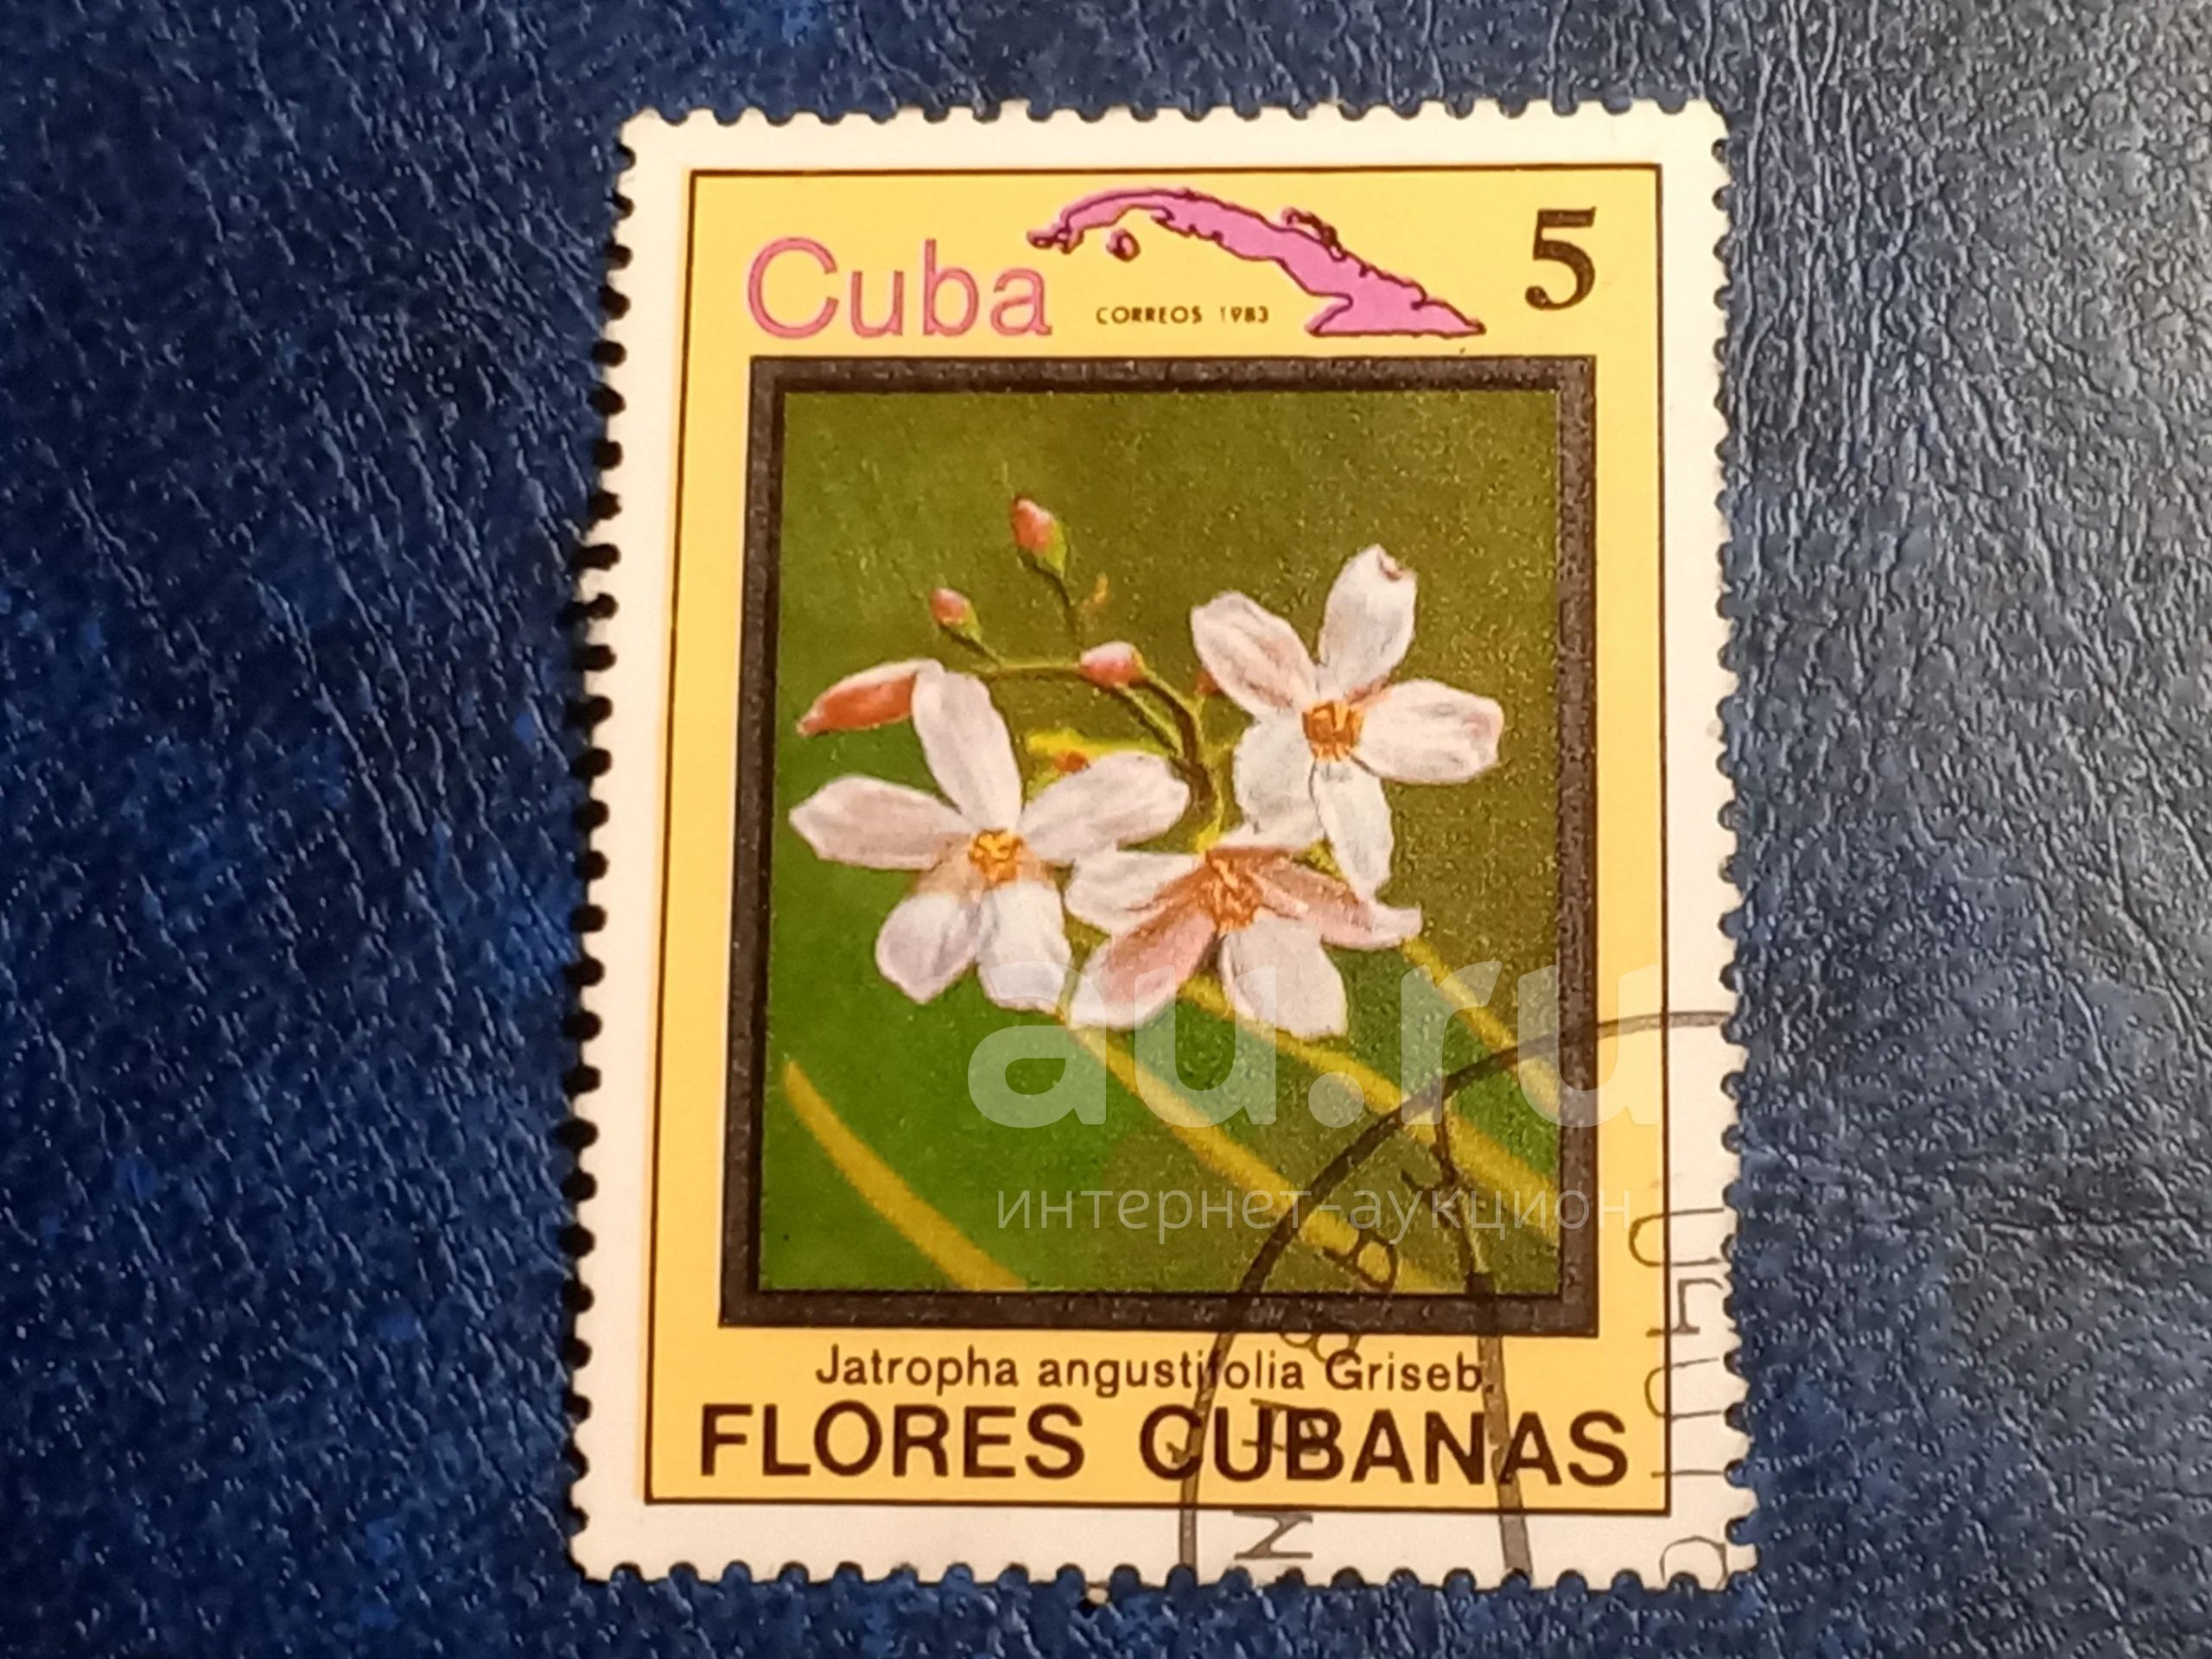 Cuba
CORREOS 1983
5
au.ru
интернет-аукцион
Jatropha angustifolia Griseb.
FLORES CUBANAS